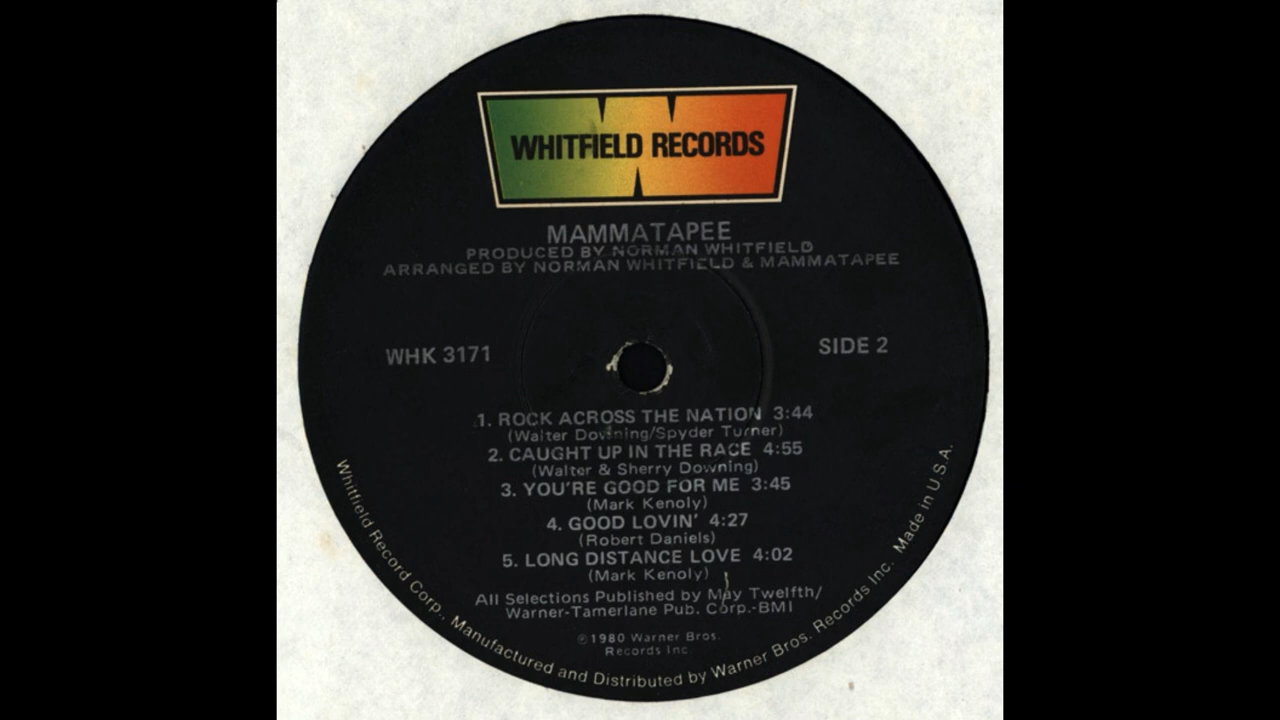 WHITFIELD RECORDS
MAMMATAPEE
PRODUCED BY NORMAN WHITFIELD
ARRANGED BY NORMAN WHITFIELD & MAMMATAPEE
WHK 3171
SIDE 2
1. ROCK ACROSS THE NATION 3:44
(Walter Downing/Spyder Turner)
2. CAUGHT UP IN THE RACE 4:55
(Walter & Sherry Downing)
3. YOU'RE GOOD FOR ME 3:45
(Mark Kenoly)
4. GOOD LOVIN' 4:27
(Robert Daniels)
5. LONG DISTANCE LOVE 4:02
(Mark Kenoly)
All Selections Published by May Twelfth/
Warner-Tamerlane Pub. Corp.-BMI
℗1980 Warner Bros.
Records Inc.
Whitfield Record Corp., Manufactured and Distributed by Warner Bros. Records Inc. Made in U.S.A.